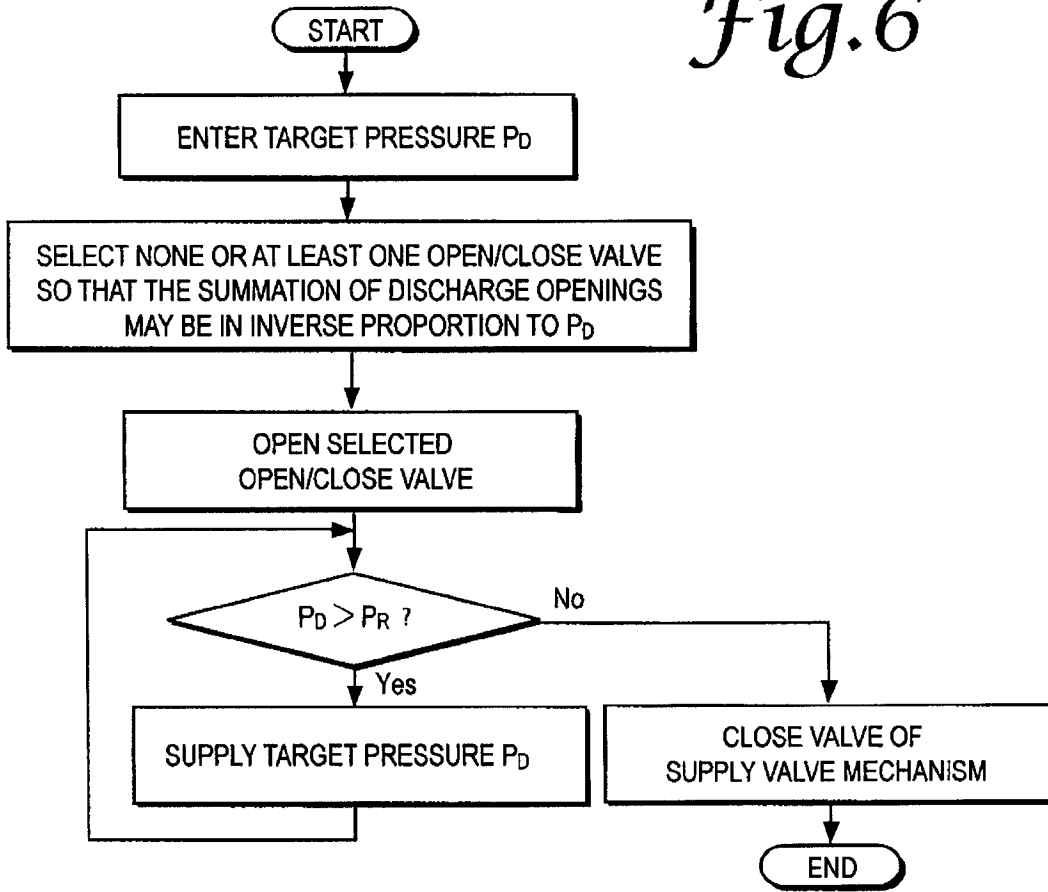 Fig.6
START
ENTER TARGET PRESSURE PD
SELECT NONE OR AT LEAST ONE OPEN/CLOSE VALVE
SO THAT THE SUMMATION OF DISCHARGE OPENINGS
MAY BE IN INVERSE PROPORTION TO PD
OPEN SELECTED
OPEN/CLOSE VALVE
PD > PR ?
No
Yes
SUPPLY TARGET PRESSURE PD
CLOSE VALVE OF
SUPPLY VALVE MECHANISM
END